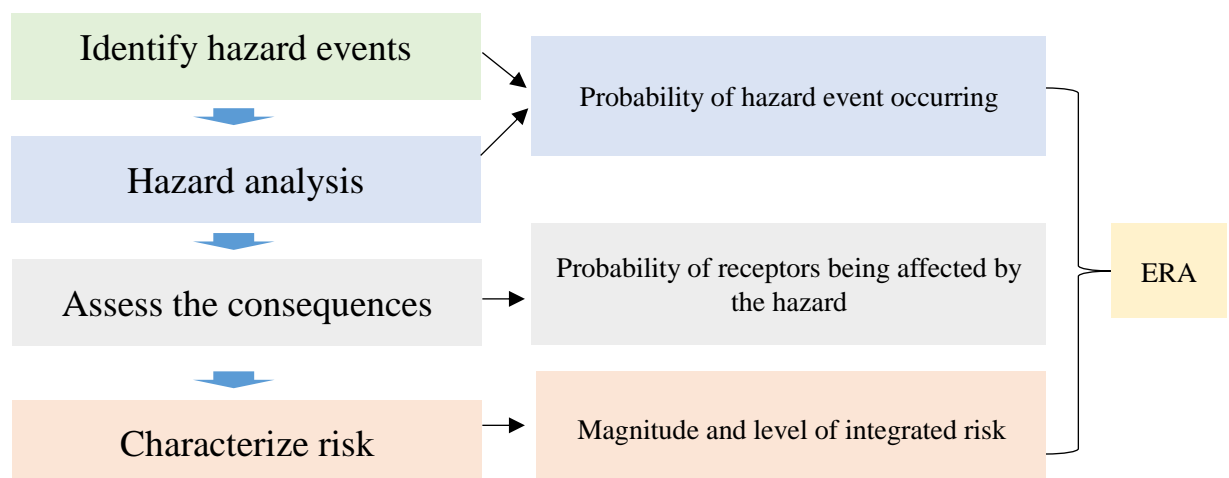 Identify hazard events
Probability of hazard event occurring
Hazard analysis
Assess the consequences
Probability of receptors being affected by
the hazard
ERA
Characterize risk
Magnitude and level of integrated risk